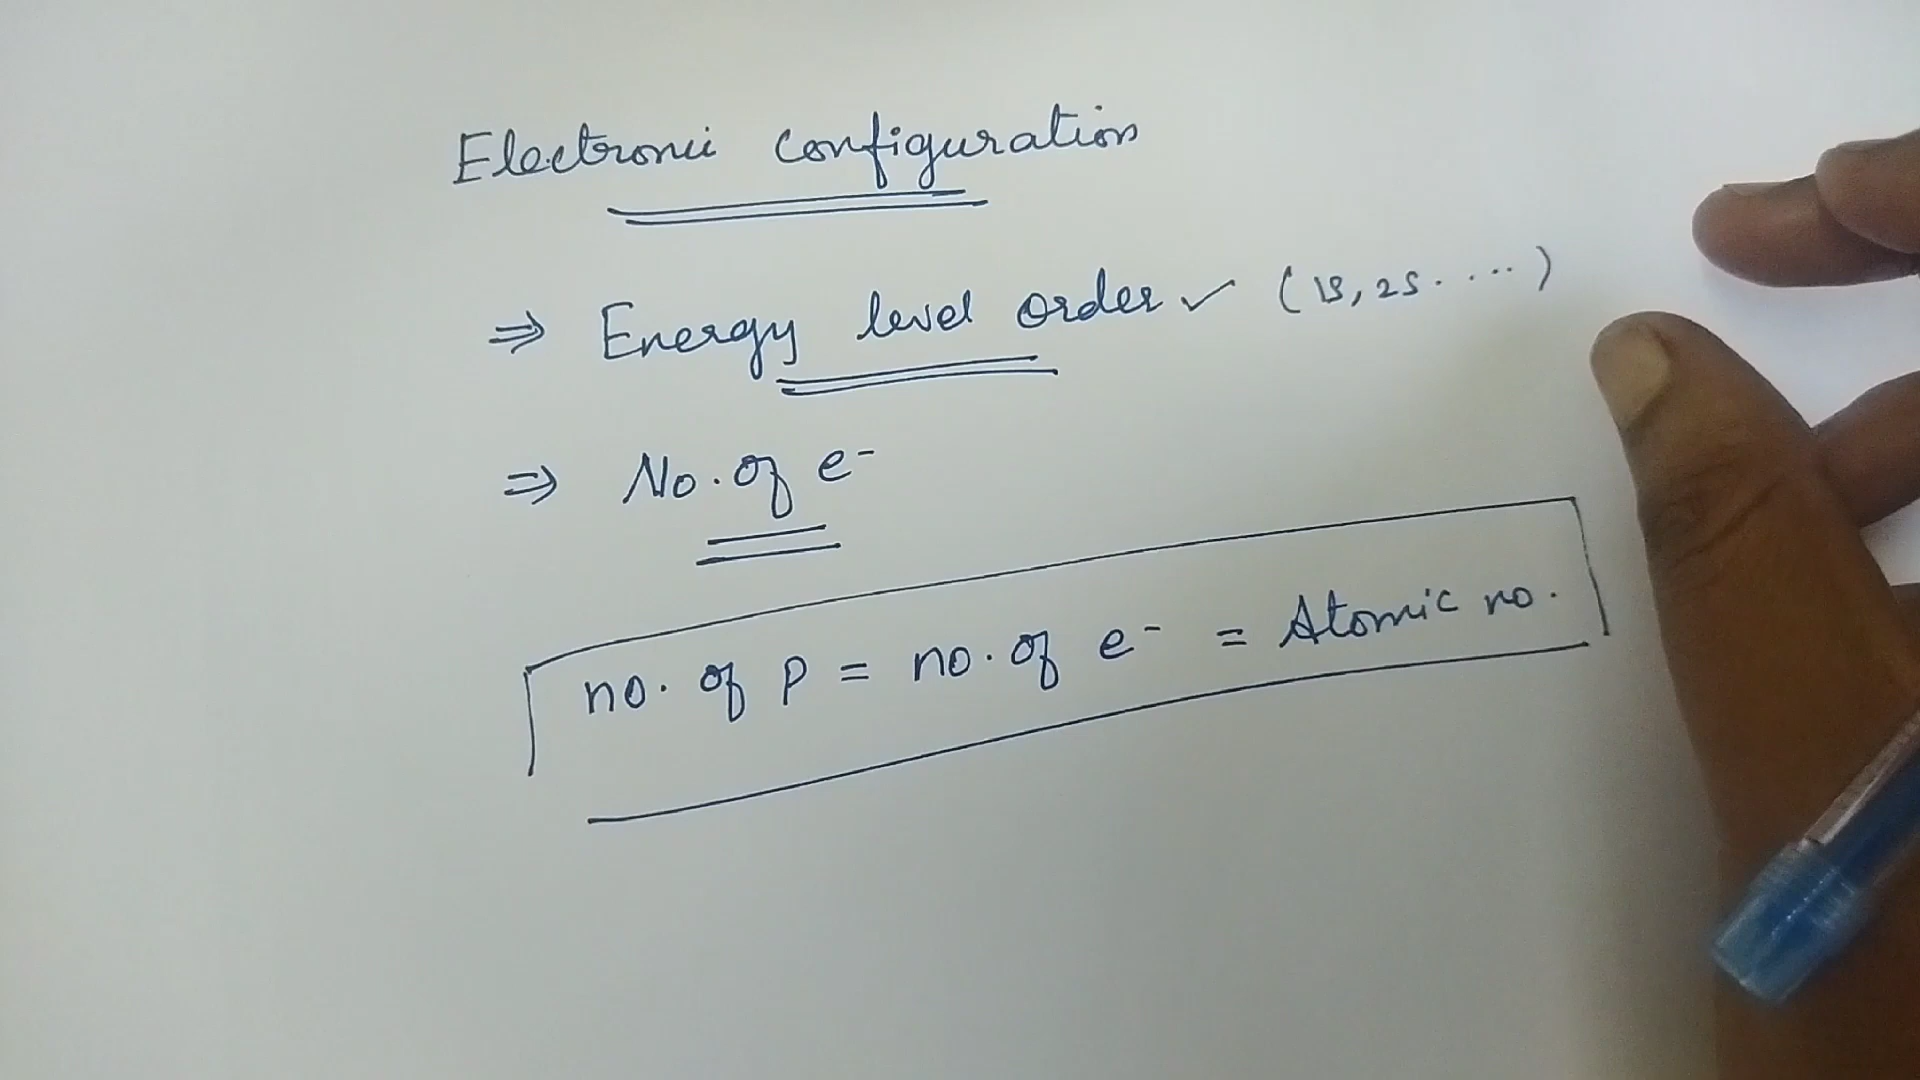 Electronic configuration
⇒ Energy level order ✓ (1s, 2s.....)
⇒ No. of e⁻
no. of p = no. of e⁻ = Atomic no.